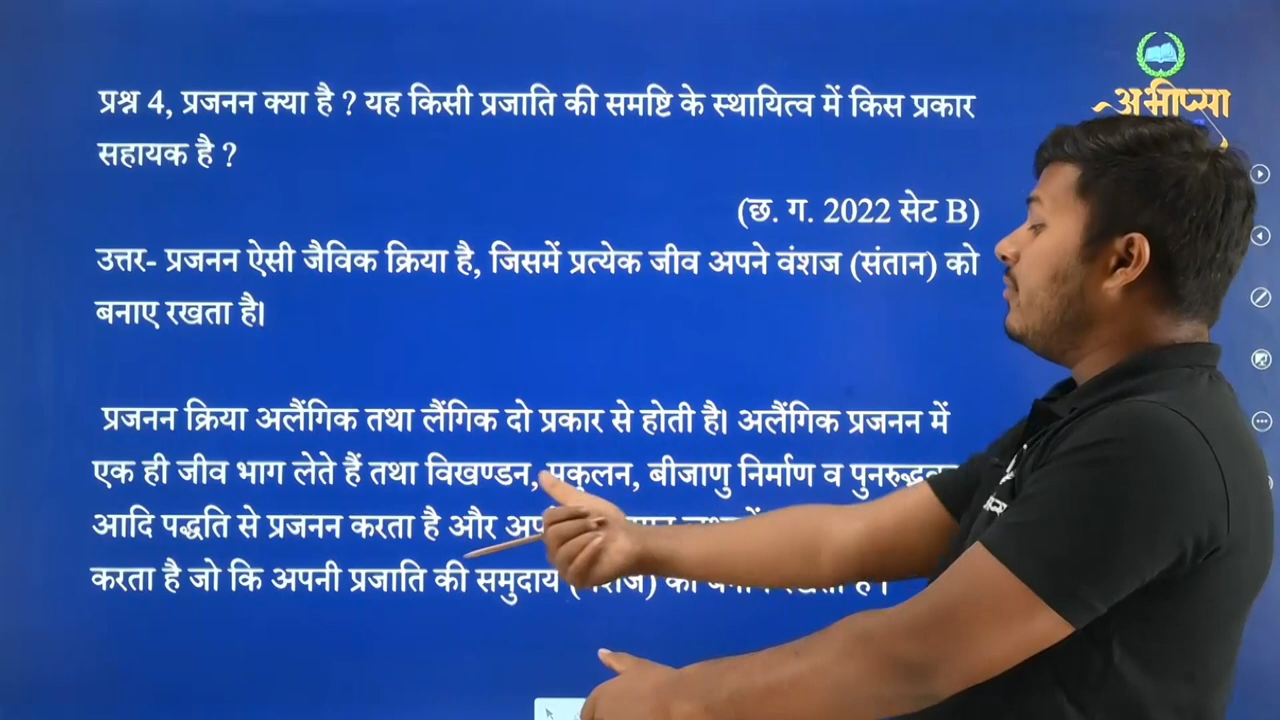 अभीप्सा
प्रश्न 4, प्रजनन क्या है ? यह किसी प्रजाति की समष्टि के स्थायित्व में किस प्रकार
सहायक है ?
(छ. ग. 2022 सेट B)
उत्तर- प्रजनन ऐसी जैविक क्रिया है, जिसमें प्रत्येक जीव अपने वंशज (संतान) को
बनाए रखता है।
प्रजनन क्रिया अलैंगिक तथा लैंगिक दो प्रकार से होती है। अलैंगिक प्रजनन में
एक ही जीव भाग लेते हैं तथा विखण्डन, मुकुलन, बीजाणु निर्माण व
आदि पद्धति से प्रजनन करता है और
करता है जो कि अपनी प्रजाति की समुदाय